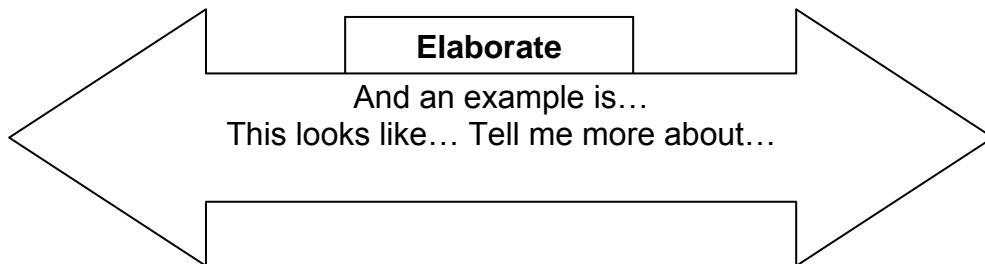 Elaborate
And an example is…
This looks like… Tell me more about…